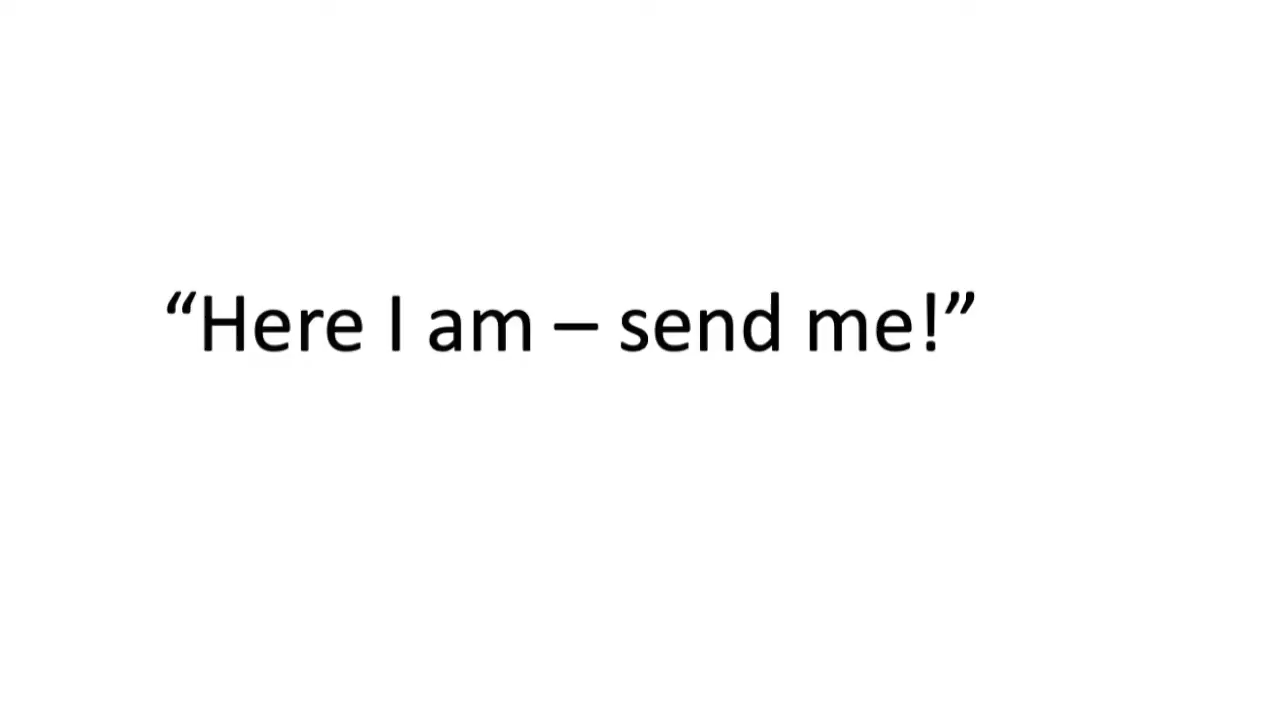 “Here I am – send me!”